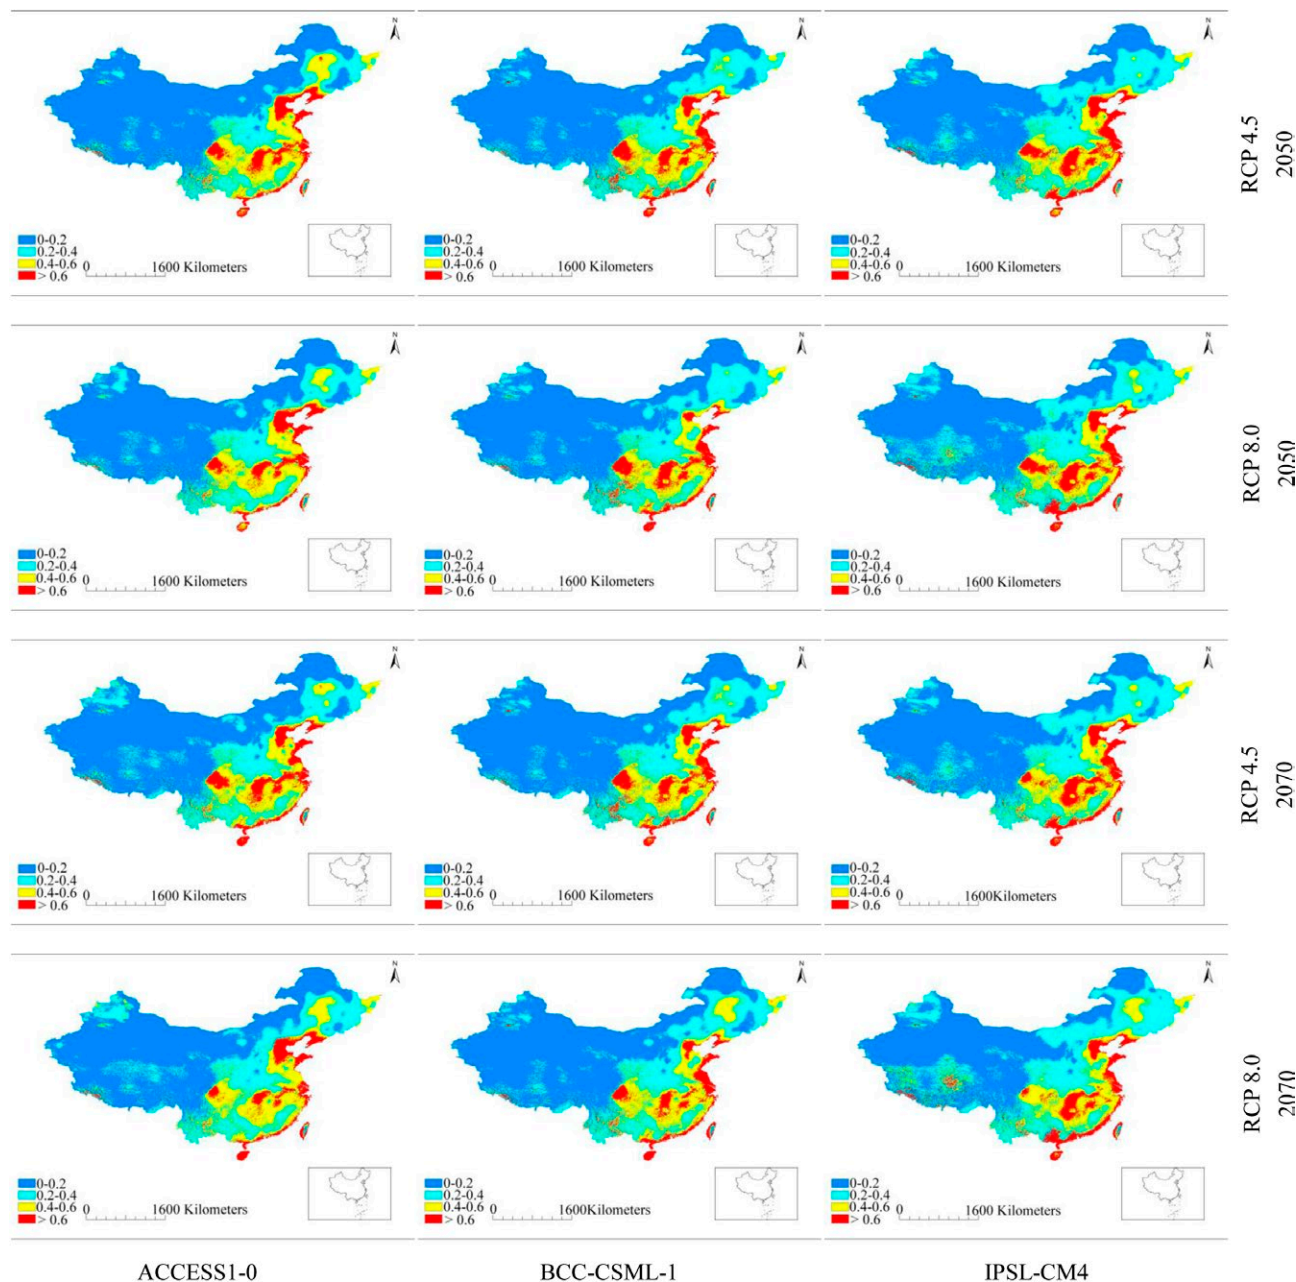 N N N
RCP 4.5
2050
0-0.2 0-0.2 0-0.2
0.2-0.4 0.2-0.4 0.2-0.4
0.4-0.6 0 1600 Kilometers 0.4-0.6 0 1600 Kilometers 0.4-0.6 0 1600 Kilometers
> 0.6 > 0.6 > 0.6
N N N
RCP 8.0
2050
0-0.2 0-0.2 0-0.2
0.2-0.4 0.2-0.4 0.2-0.4
0.4-0.6 0 1600 Kilometers 0.4-0.6 0 1600 Kilometers 0.4-0.6 0 1600 Kilometers
> 0.6 > 0.6 > 0.6
N N N
RCP 4.5
2070
0-0.2 0-0.2 0-0.2
0.2-0.4 0.2-0.4 0.2-0.4
0.4-0.6 0 1600 Kilometers 0.4-0.6 0 1600 Kilometers 0.4-0.6 0 1600Kilometers
> 0.6 > 0.6 > 0.6
N N N
RCP 8.0
2070
0-0.2 0-0.2 0-0.2
0.2-0.4 0.2-0.4 0.2-0.4
0.4-0.6 0 1600 Kilometers 0.4-0.6 0 1600Kilometers 0.4-0.6 0 1600 Kilometers
> 0.6 > 0.6 > 0.6
ACCESS1-0 BCC-CSML-1 IPSL-CM4